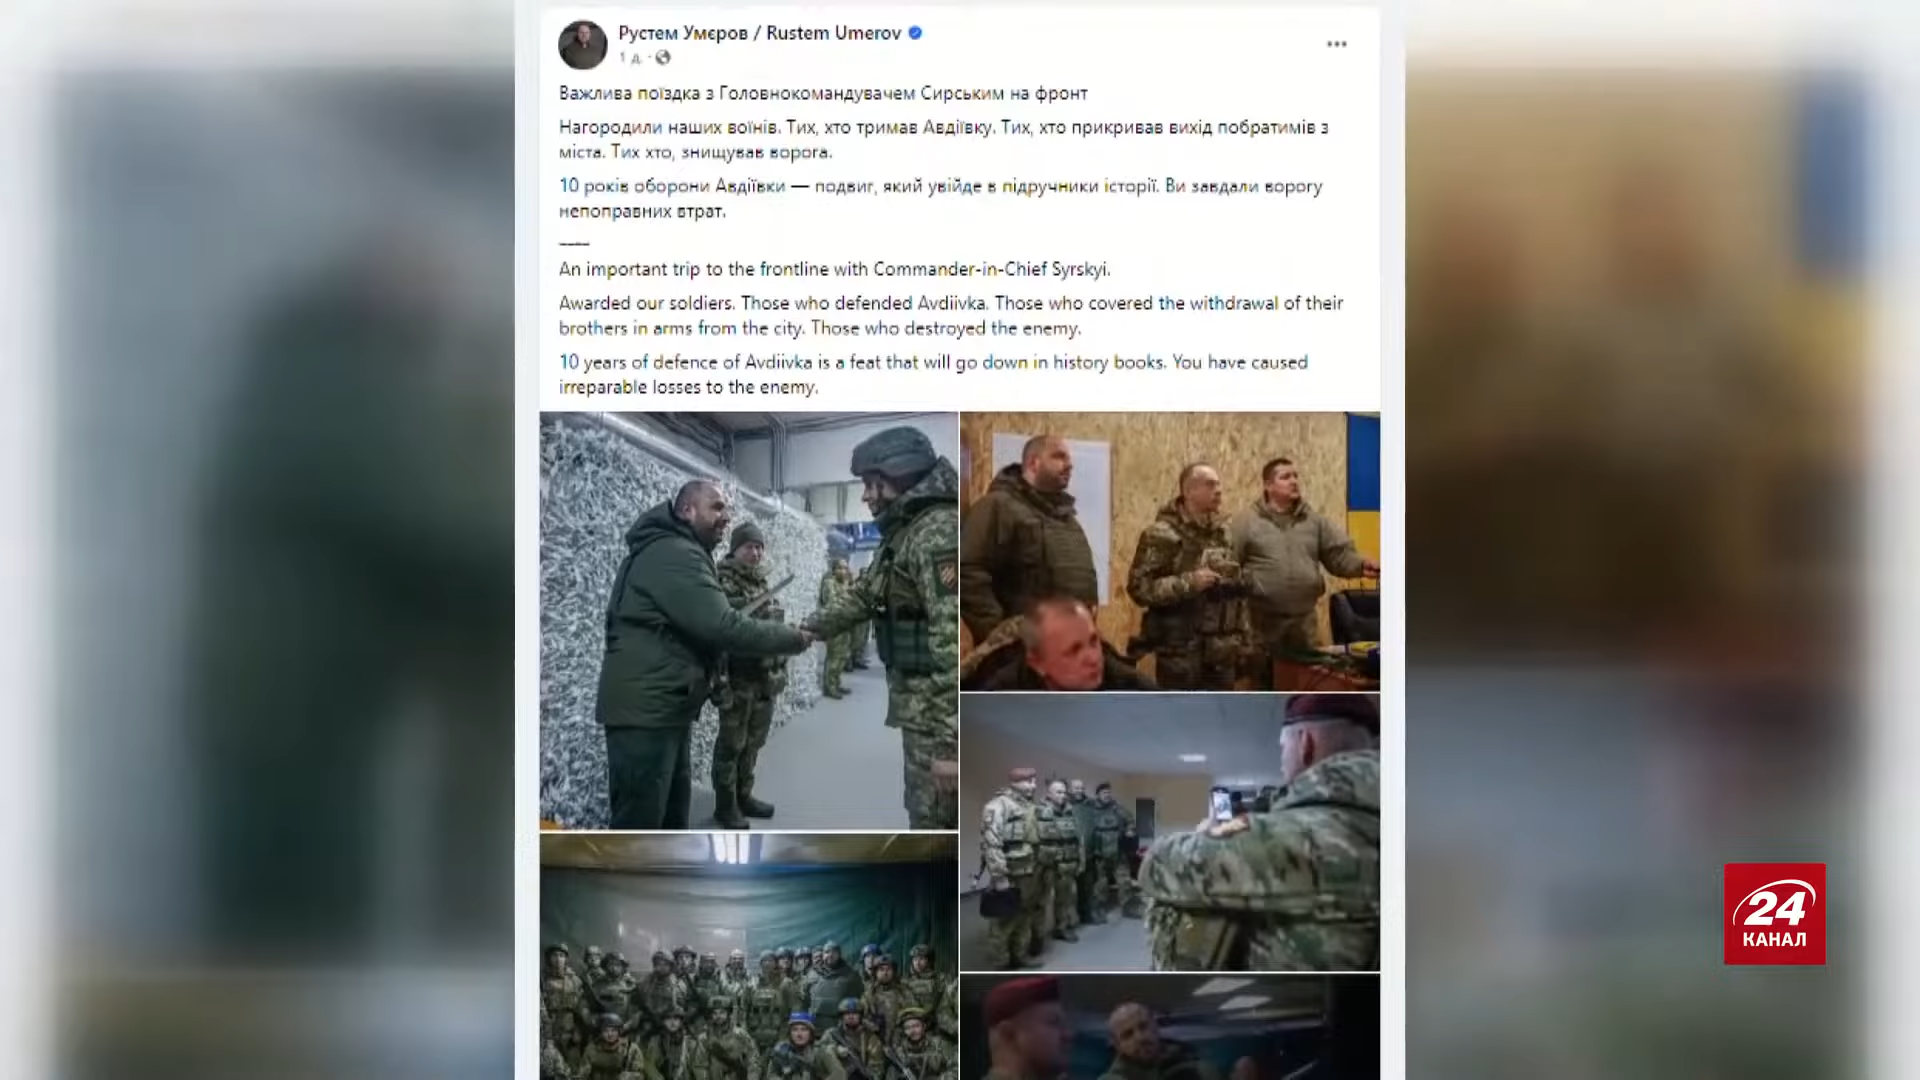 Рустем Умєров / Rustem Umerov
1 д.
Важлива поїздка з Головнокомандувачем Сирським на фронт
Нагородили наших воїнів. Тих, хто тримав Авдіївку. Тих, хто прикривав вихід побратимів з
міста. Тих хто, знищував ворога.
10 років оборони Авдіївки — подвиг, який увійде в підручники історії. Ви завдали ворогу
непоправних втрат.
An important trip to the frontline with Commander-in-Chief Syrskyi.
Awarded our soldiers. Those who defended Avdiivka. Those who covered the withdrawal of their
brothers in arms from the city. Those who destroyed the enemy.
10 years of defence of Avdiivka is a feat that will go down in history books. You have caused
irreparable losses to the enemy.
24
КАНАЛ